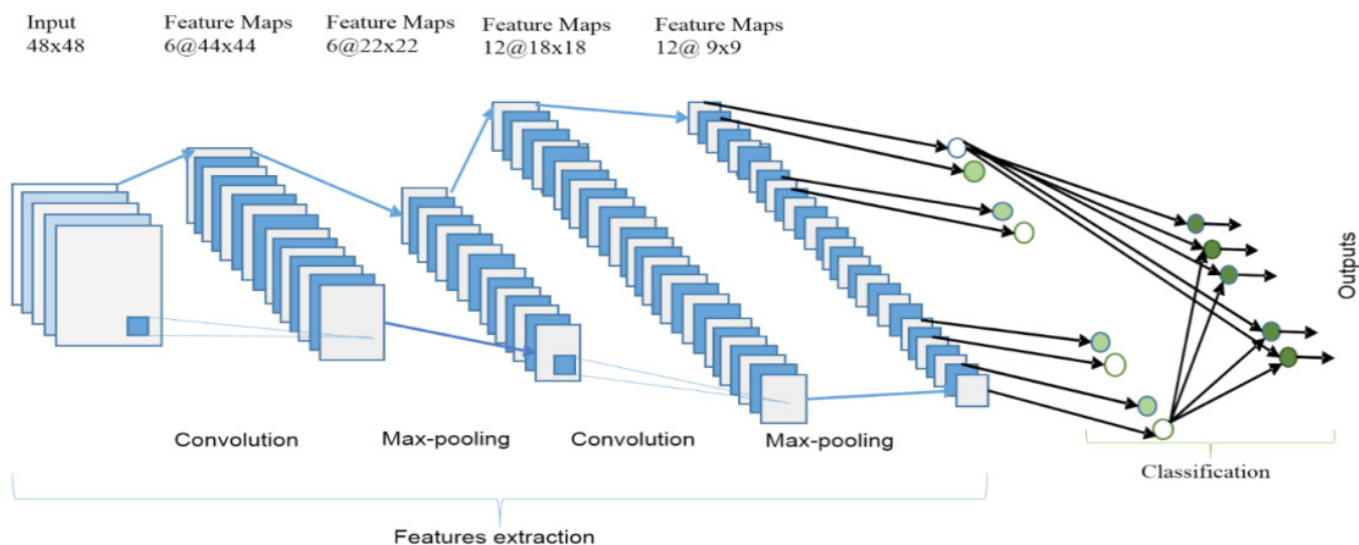 Input
48x48
Feature Maps
6@44x44
Feature Maps
6@22x22
Feature Maps
12@18x18
Feature Maps
12@ 9x9
Outputs
Convolution
Max-pooling
Convolution
Max-pooling
Classification
Features extraction